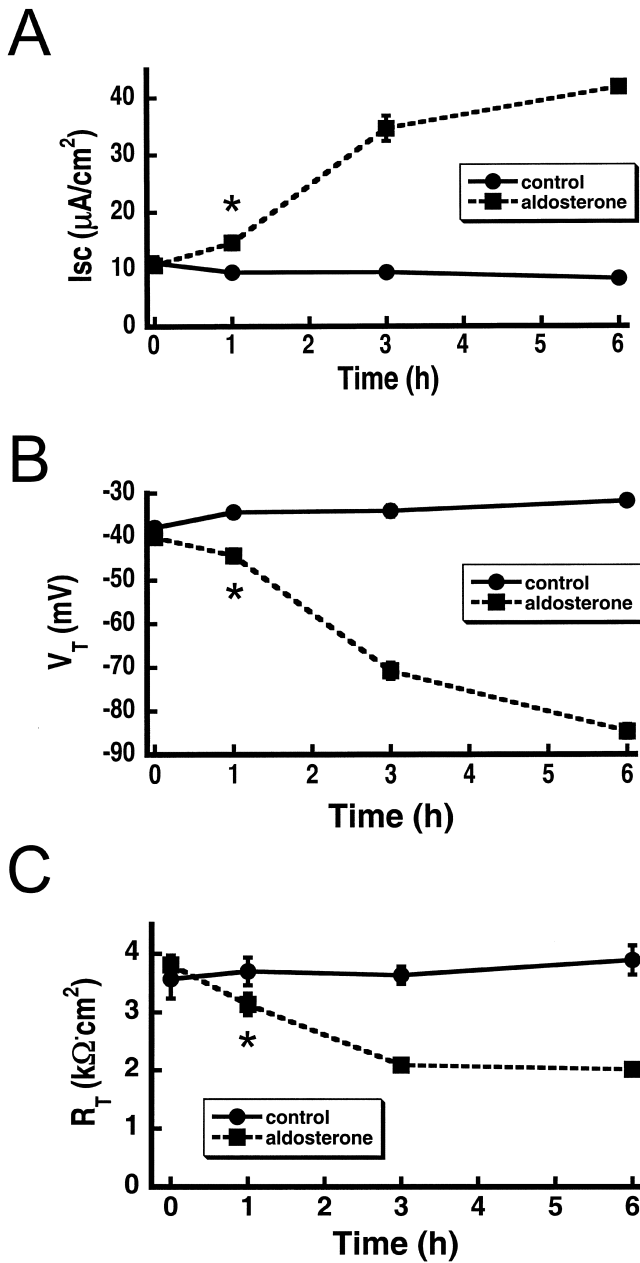 A
Isc (μA/cm²)
40
30
20
10
0
*
control
aldosterone
0 1 2 3 4 5 6
Time (h)
B
V_T (mV)
-30
-40
-50
-60
-70
-80
-90
*
control
aldosterone
0 1 2 3 4 5 6
Time (h)
C
R_T (kΩ·cm²)
4
3
2
1
0
*
control
aldosterone
0 1 2 3 4 5 6
Time (h)